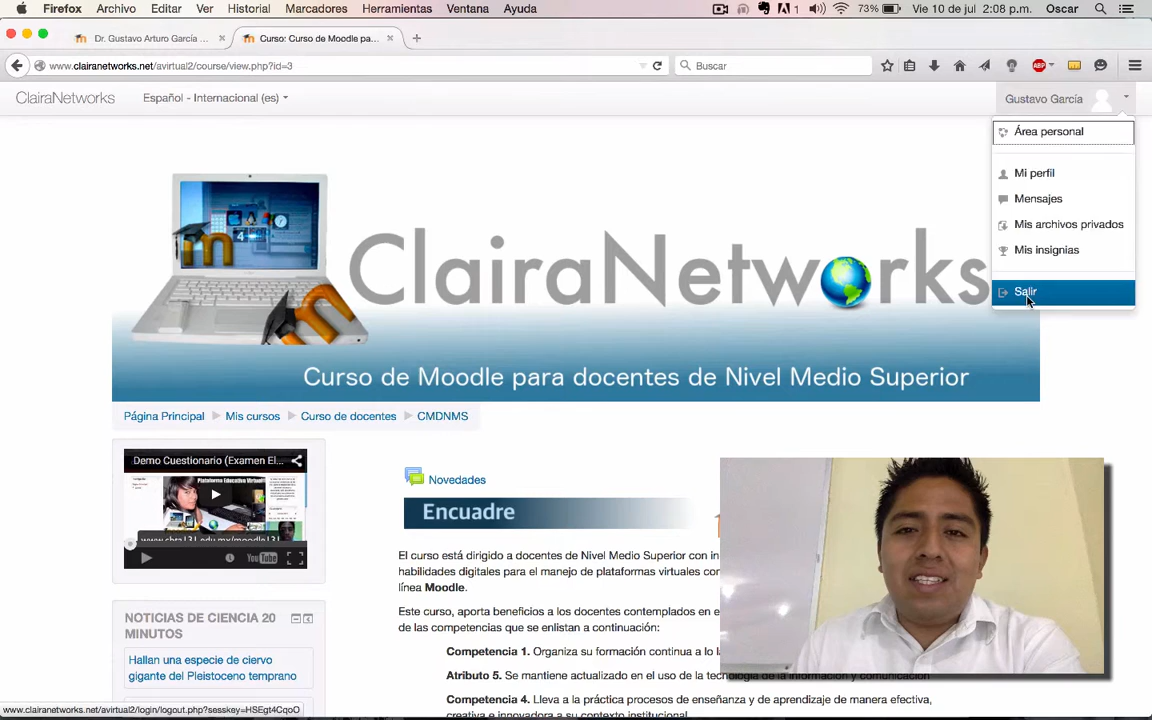 Firefox Archivo Editar Ver Historial Marcadores Herramientas Ventana Ayuda 1 73% Vie 10 de jul 2:08 p.m. Oscar
Dr. Gustavo Arturo García ... Curso: Curso de Moodle pa...
www.clairanetworks.net/avirtual2/course/view.php?id=3 Buscar ABP
ClairaNetworks Español - Internacional (es) Gustavo García
Área personal
Mi perfil
Mensajes
Mis archivos privados
Mis insignias
Salir
ClairaNetworks
Curso de Moodle para docentes de Nivel Medio Superior
Página Principal Mis cursos Curso de docentes CMDNMS
Demo Cuestionario (Examen El...
YouTube
Novedades
Encuadre
El curso está dirigido a docentes de Nivel Medio Superior con in
habilidades digitales para el manejo de plataformas virtuales co
línea Moodle.
Este curso, aporta beneficios a los docentes contemplados en e
de las competencias que se enlistan a continuación:
Competencia 1. Organiza su formación continua a lo
Atributo 5. Se mantiene actualizado en el uso de la tecnología de la información y comunicación
Competencia 4. Lleva a la práctica procesos de enseñanza y de aprendizaje de manera efectiva,
creativa e innovadora a su contexto institucional.
NOTICIAS DE CIENCIA 20
MINUTOS
Hallan una especie de ciervo
gigante del Pleistoceno temprano
www.clairanetworks.net/avirtual2/login/logout.php?sesskey=HSEgt4CqoO